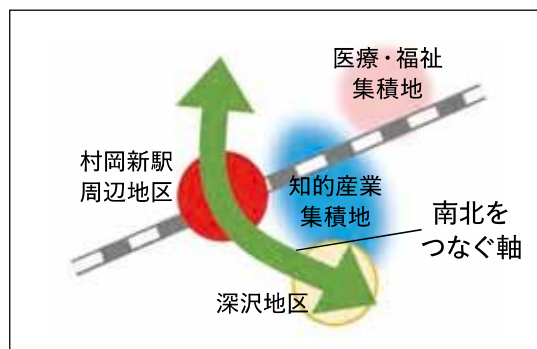 医療・福祉
集積地
村岡新駅
周辺地区
知的産業
集積地
南北を
つなぐ軸
深沢地区